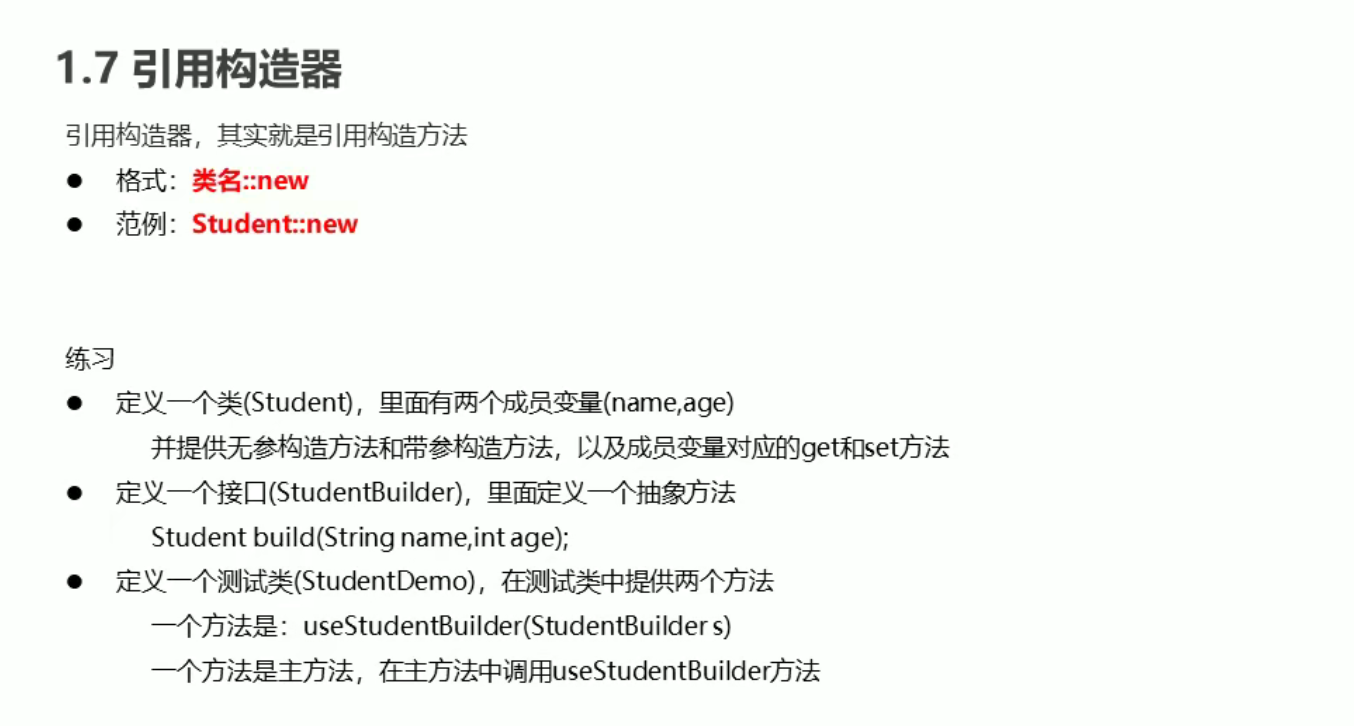 1.7 引用构造器
引用构造器，其实就是引用构造方法
● 格式：类名::new
● 范例：Student::new
练习
● 定义一个类(Student)，里面有两个成员变量(name,age)
并提供无参构造方法和带参构造方法，以及成员变量对应的get和set方法
● 定义一个接口(StudentBuilder)，里面定义一个抽象方法
Student build(String name,int age);
● 定义一个测试类(StudentDemo)，在测试类中提供两个方法
一个方法是：useStudentBuilder(StudentBuilder s)
一个方法是主方法，在主方法中调用useStudentBuilder方法